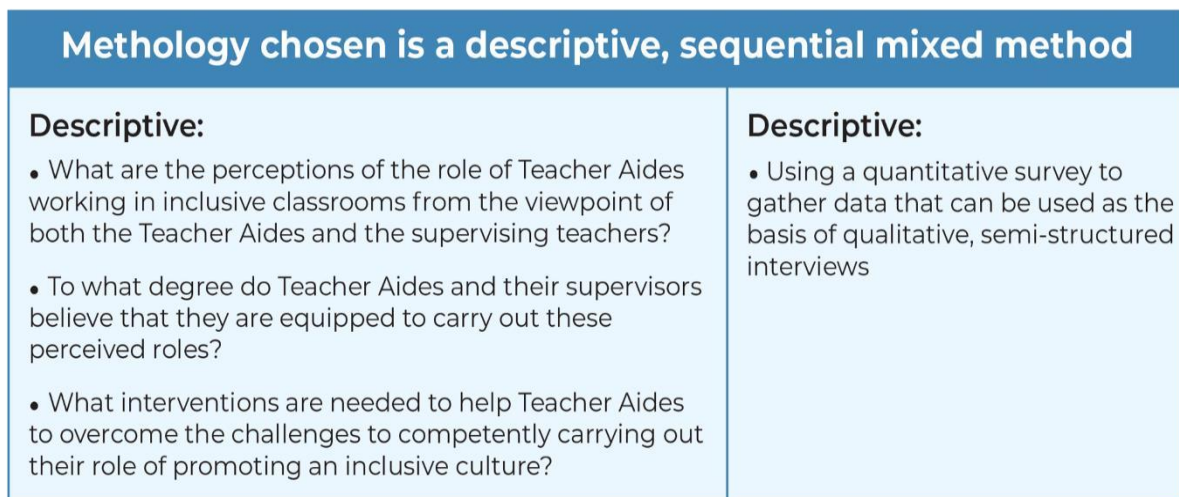 Methology chosen is a descriptive, sequential mixed method
Descriptive:
• What are the perceptions of the role of Teacher Aides
working in inclusive classrooms from the viewpoint of
both the Teacher Aides and the supervising teachers?
• To what degree do Teacher Aides and their supervisors
believe that they are equipped to carry out these
perceived roles?
• What interventions are needed to help Teacher Aides
to overcome the challenges to competently carrying out
their role of promoting an inclusive culture?
Descriptive:
• Using a quantitative survey to
gather data that can be used as the
basis of qualitative, semi-structured
interviews